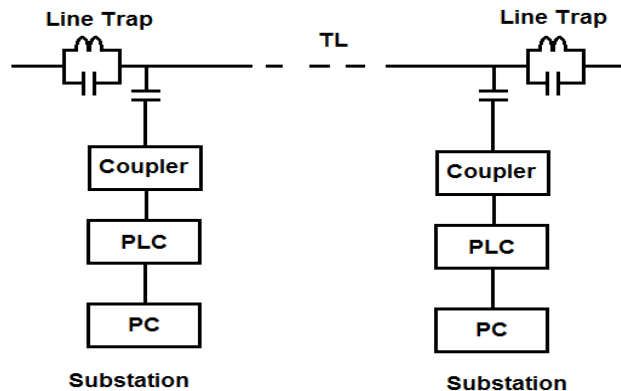 Line Trap
Line Trap
TL
Coupler
Coupler
PLC
PLC
PC
PC
Substation
Substation